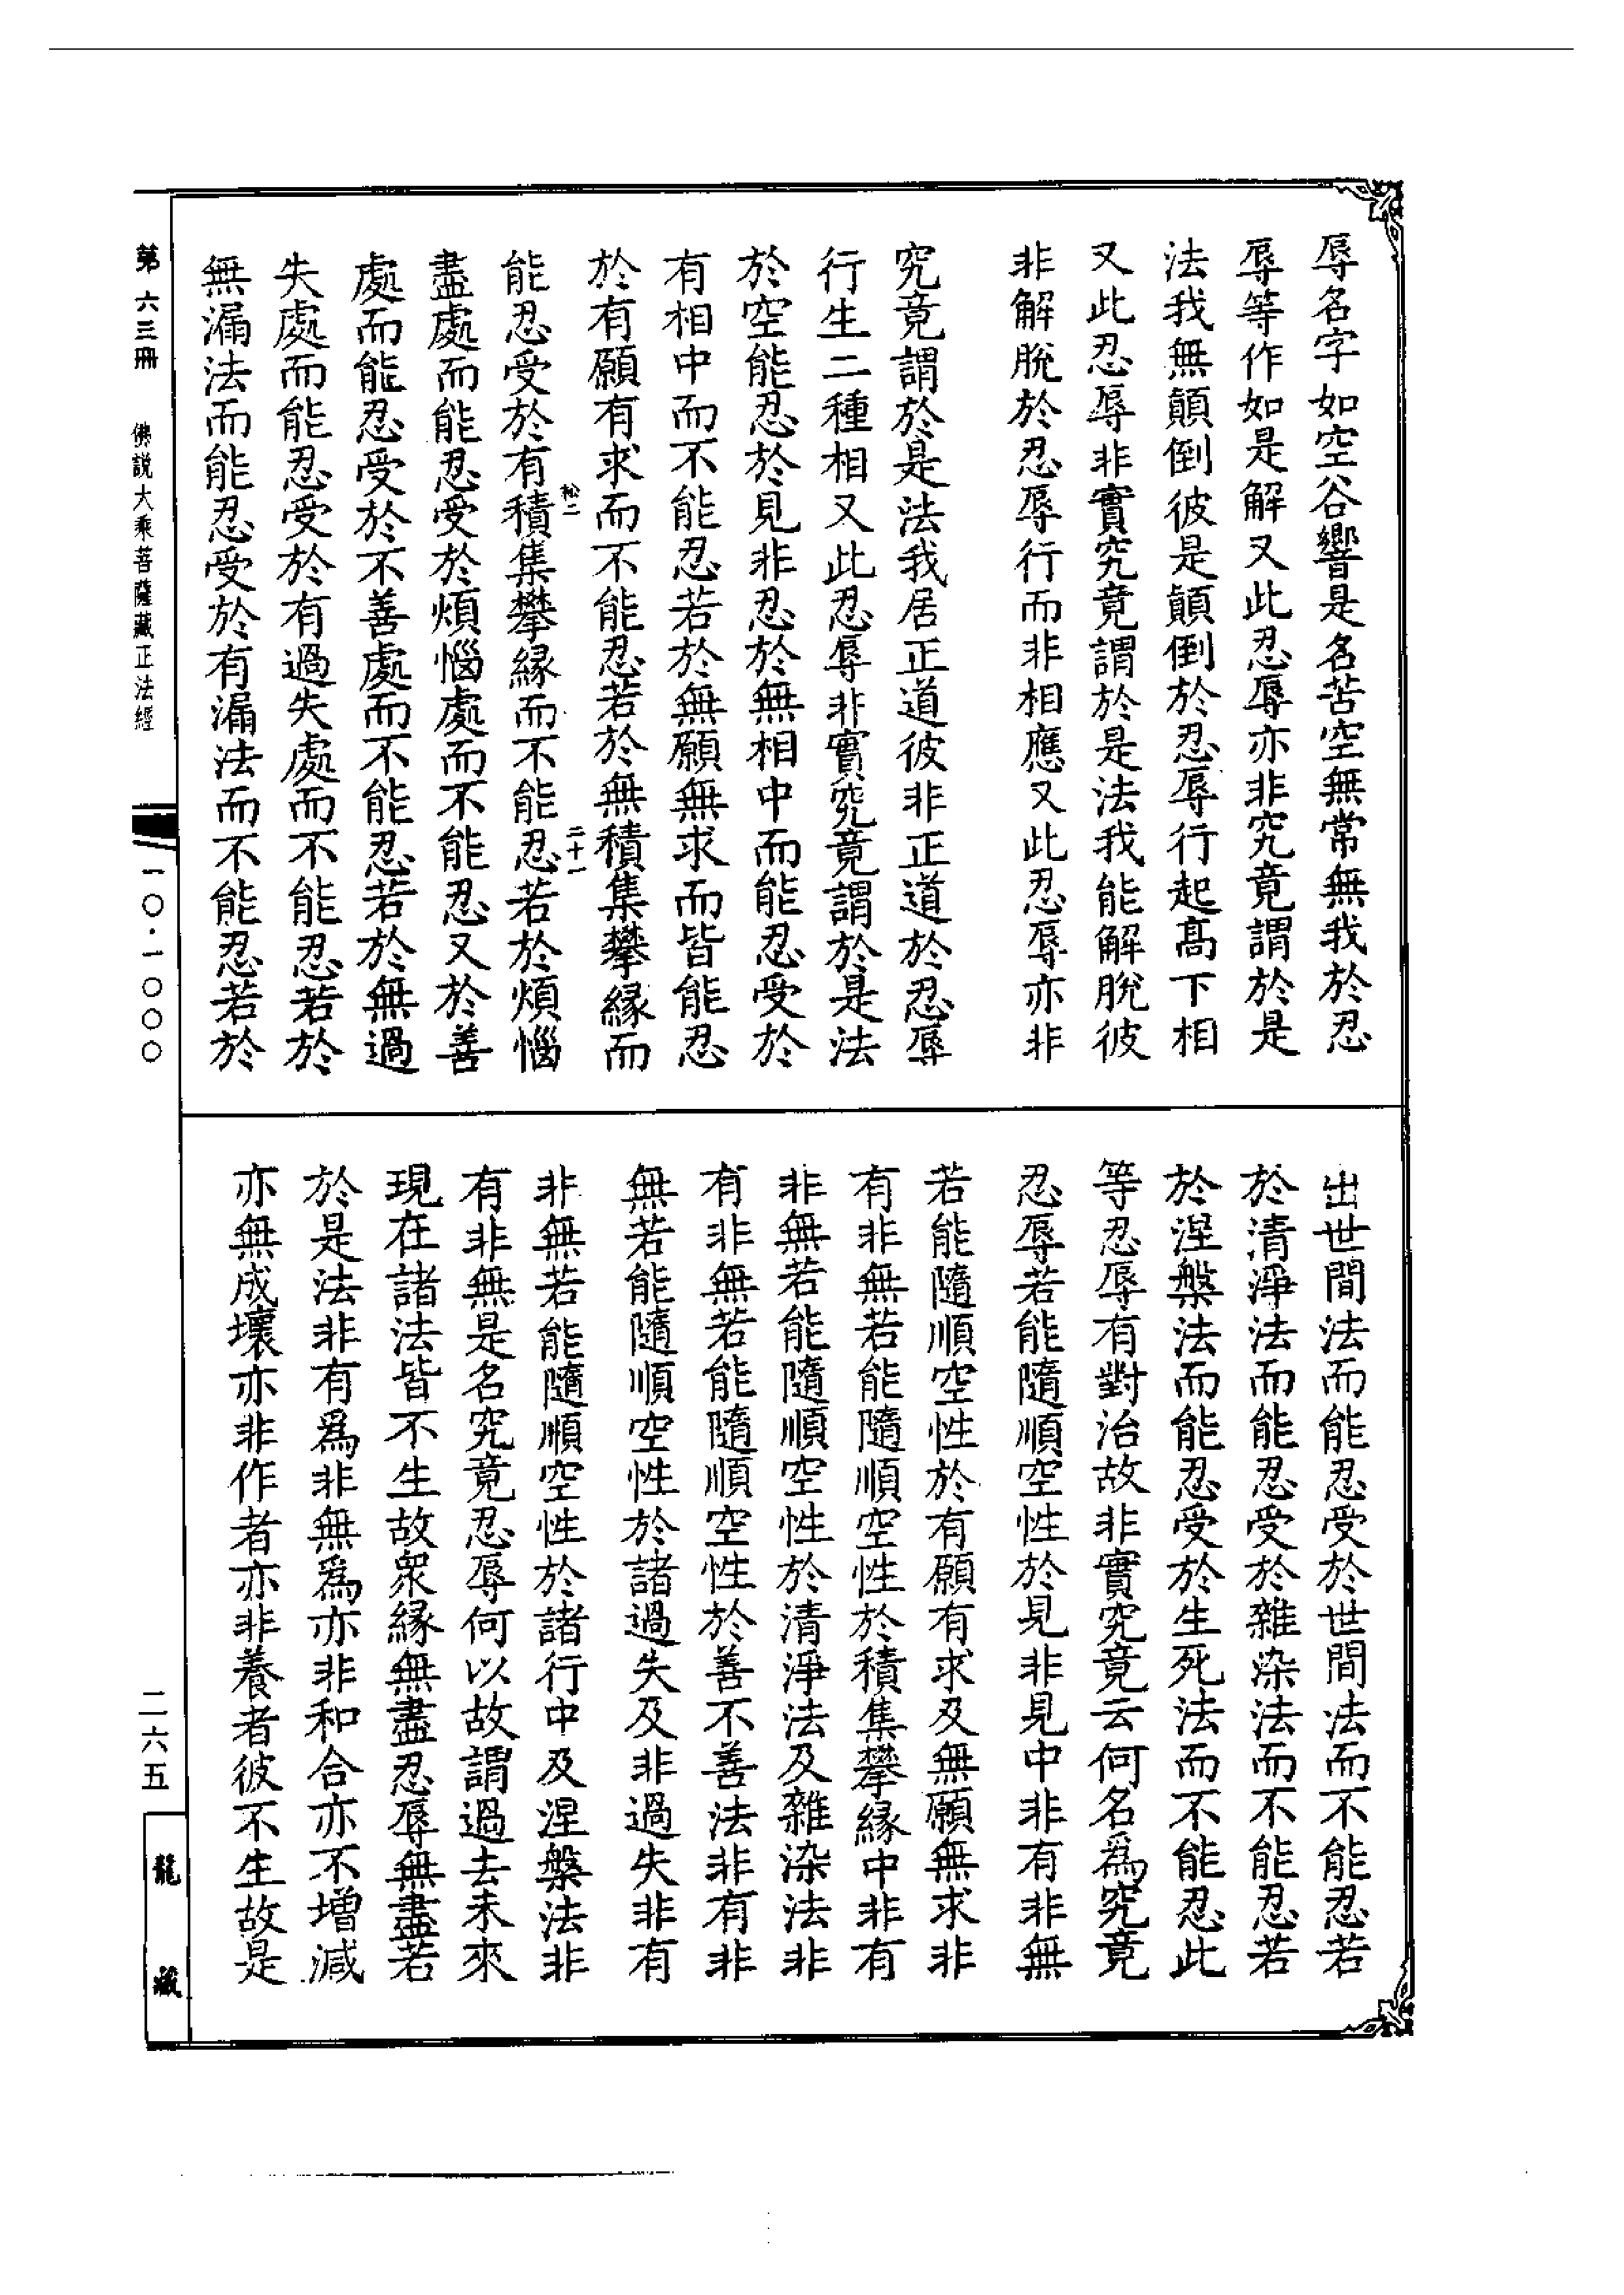 辱名字如空谷響是名苦空無常無我於忍
辱等作如是解又此忍辱亦非究竟謂於是
法我無顛倒彼是顛倒於忍辱行起高下相
又此忍辱非實究竟謂於是法我能解脫彼
非解脫於忍辱行而非相應又此忍辱亦非
究竟謂於是法我居正道彼非正道於忍辱
行生二種相又此忍辱非實究竟謂於是法
於空能忍於見非忍於無相中而能忍受於
有相中而不能忍若於無願無求而皆能忍
於有願有求而不能忍若於無積集攀緣而
松二
二十一
能忍受於有積集攀緣而不能忍若於煩惱
盡處而能忍受於煩惱處而不能忍又於善
處而能忍受於不善處而不能忍若於無過
失處而能忍受於有過失處而不能忍若於
無漏法而能忍受於有漏法而不能忍若於
出世間法而能忍受於世間法而不能忍若
於清淨法而能忍受於雜染法而不能忍若
於涅槃法而能忍受於生死法而不能忍此
等忍辱有對治故非實究竟云何名爲究竟
忍辱若能隨順空性於見非見中非有非無
若能隨順空性於有願有求及無願無求非
有非無若能隨順空性於積集攀緣中非有
非無若能隨順空性於清淨法及雜染法非
有非無若能隨順空性於善不善法非有非
無若能隨順空性於諸過失及非過失非有
非無若能隨順空性於諸行中及涅槃法非
有非無是名究竟忍辱何以故謂過去未來
現在諸法皆不生故衆緣無盡忍辱無盡若
於是法非有爲非無爲亦非和合亦不增減
亦無成壞亦非作者亦非養者彼不生故是
第六三冊 佛説大乘菩薩藏正法經
一〇·一〇〇〇
二六五
龍藏